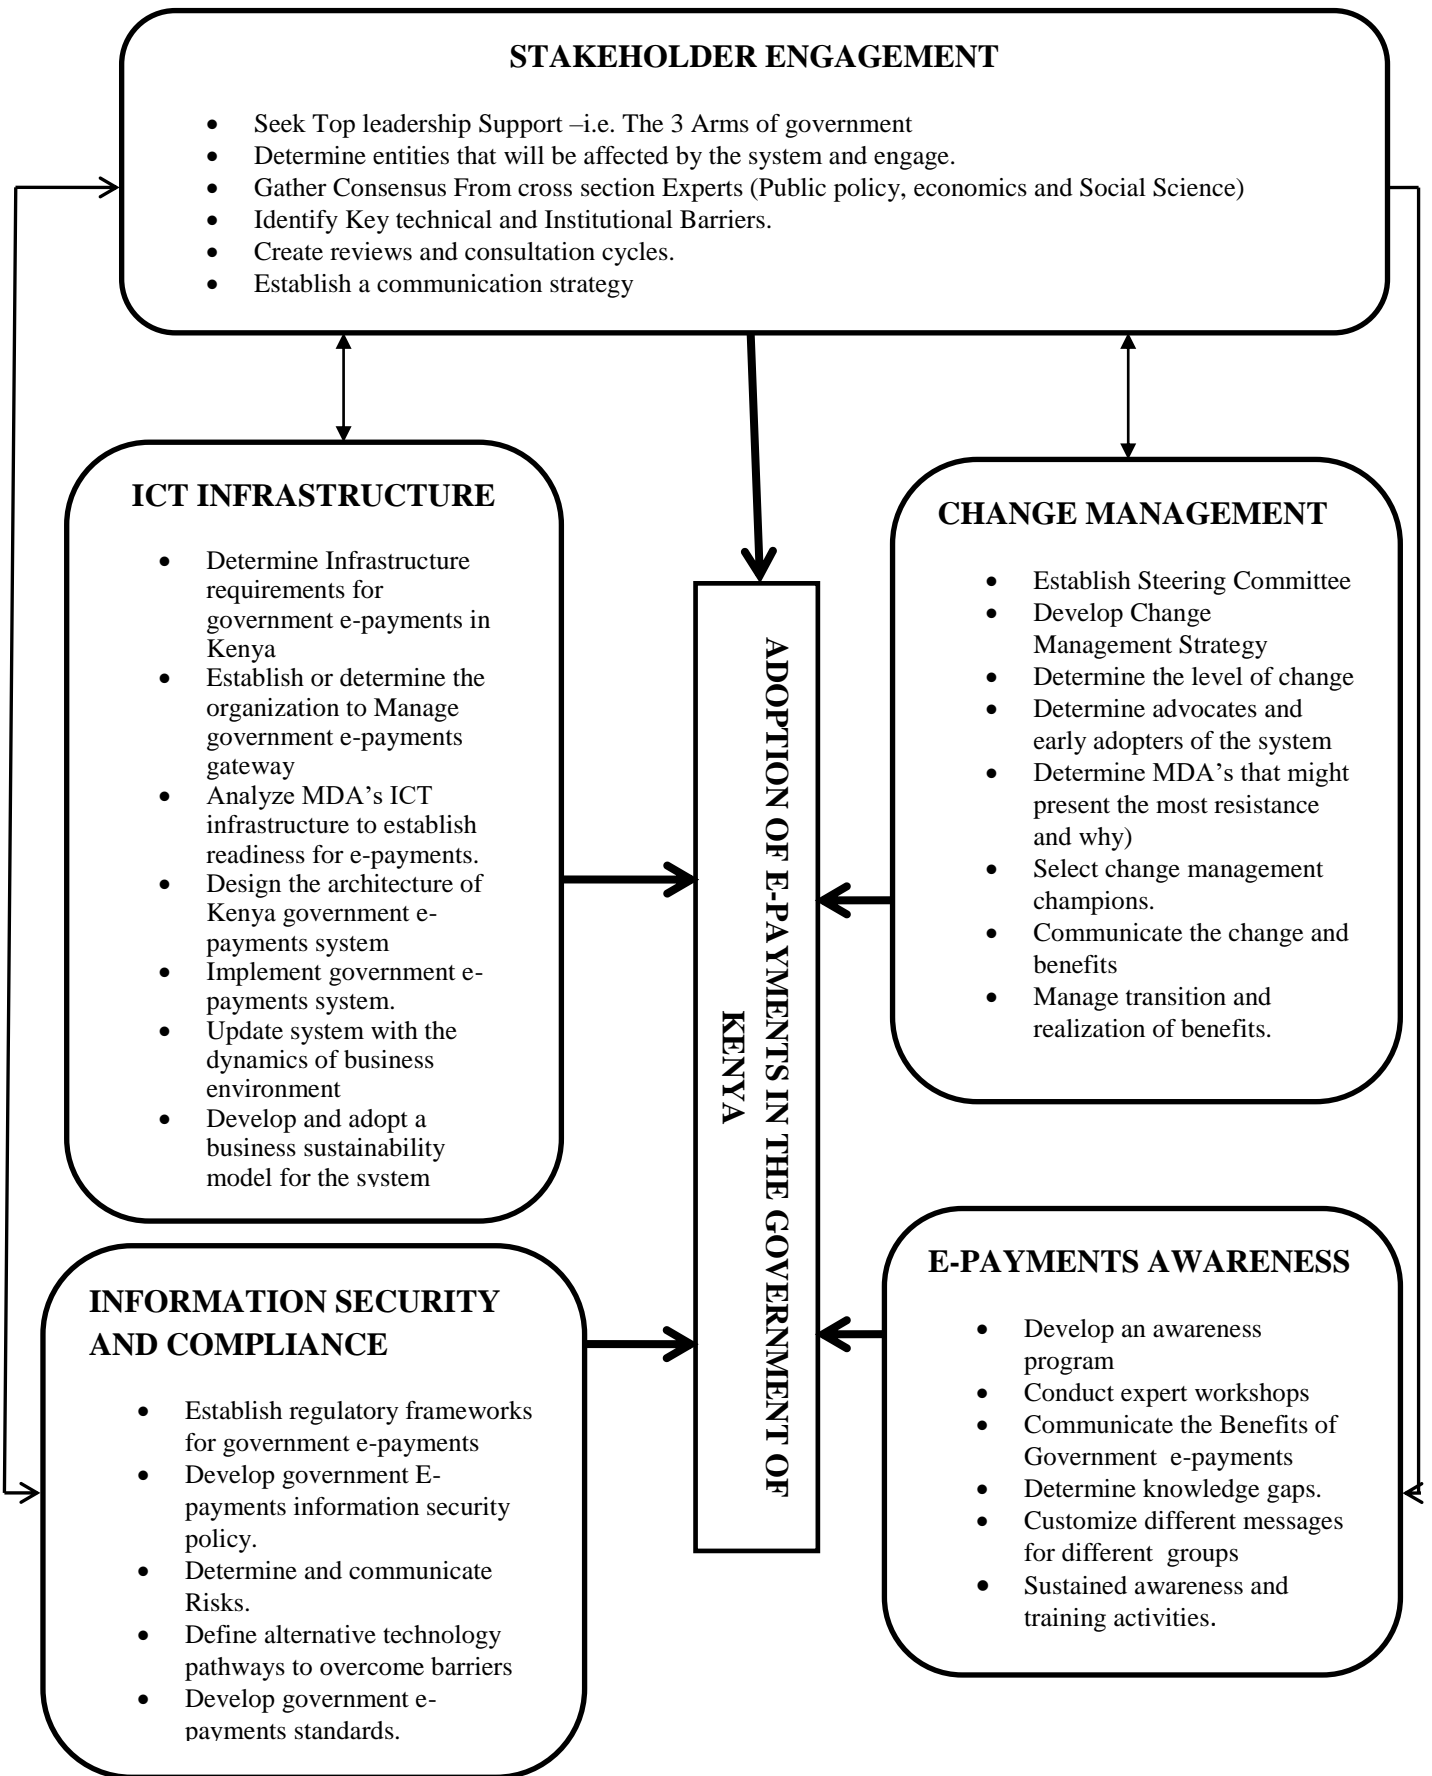 STAKEHOLDER ENGAGEMENT
• Seek Top leadership Support –i.e. The 3 Arms of government
• Determine entities that will be affected by the system and engage.
• Gather Consensus From cross section Experts (Public policy, economics and Social Science)
• Identify Key technical and Institutional Barriers.
• Create reviews and consultation cycles.
• Establish a communication strategy
ICT INFRASTRUCTURE
• Determine Infrastructure
requirements for
government e-payments in
Kenya
• Establish or determine the
organization to Manage
government e-payments
gateway
• Analyze MDA’s ICT
infrastructure to establish
readiness for e-payments.
• Design the architecture of
Kenya government e-
payments system
• Implement government e-
payments system.
• Update system with the
dynamics of business
environment
• Develop and adopt a
business sustainability
model for the system
ADOPTION OF E-PAYMENTS IN THE GOVERNMENT OF
KENYA
CHANGE MANAGEMENT
• Establish Steering Committee
• Develop Change
Management Strategy
• Determine the level of change
• Determine advocates and
early adopters of the system
• Determine MDA’s that might
present the most resistance
and why)
• Select change management
champions.
• Communicate the change and
benefits
• Manage transition and
realization of benefits.
INFORMATION SECURITY
AND COMPLIANCE
• Establish regulatory frameworks
for government e-payments
• Develop government E-
payments information security
policy.
• Determine and communicate
Risks.
• Define alternative technology
pathways to overcome barriers
• Develop government e-
payments standards.
E-PAYMENTS AWARENESS
• Develop an awareness
program
• Conduct expert workshops
• Communicate the Benefits of
Government e-payments
• Determine knowledge gaps.
• Customize different messages
for different groups
• Sustained awareness and
training activities.